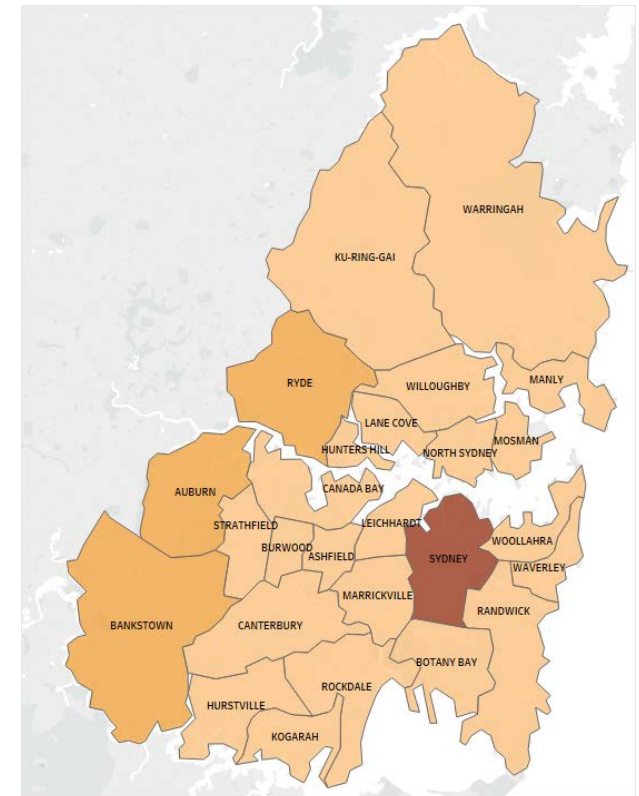 WARRINGAH
KU-RING-GAI
RYDE
WILLOUGHBY
MANLY
LANE COVE
HUNTERS HILL
NORTH SYDNEY
MOSMAN
AUBURN
CANADA BAY
STRATHFIELD
LEICHHARDT
BURWOOD
ASHFIELD
SYDNEY
WOOLLAHRA
WAVERLEY
MARRICKVILLE
RANDWICK
BANKSTOWN
CANTERBURY
BOTANY BAY
ROCKDALE
HURSTVILLE
KOGARAH